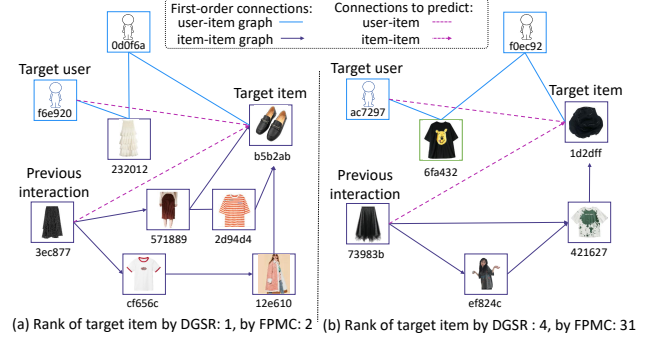 First-order connections:
user-item graph
item-item graph
Connections to predict:
user-item
item-item
0d0f6a
Target user
f6e920
232012
Target item
b5b2ab
Previous
interaction
3ec877
571889
2d94d4
cf656c
12e610
(a) Rank of target item by DGSR: 1, by FPMC: 2
f0ec92
Target user
ac7297
6fa432
Target item
1d2dff
Previous
interaction
73983b
421627
ef824c
(b) Rank of target item by DGSR : 4, by FPMC: 31